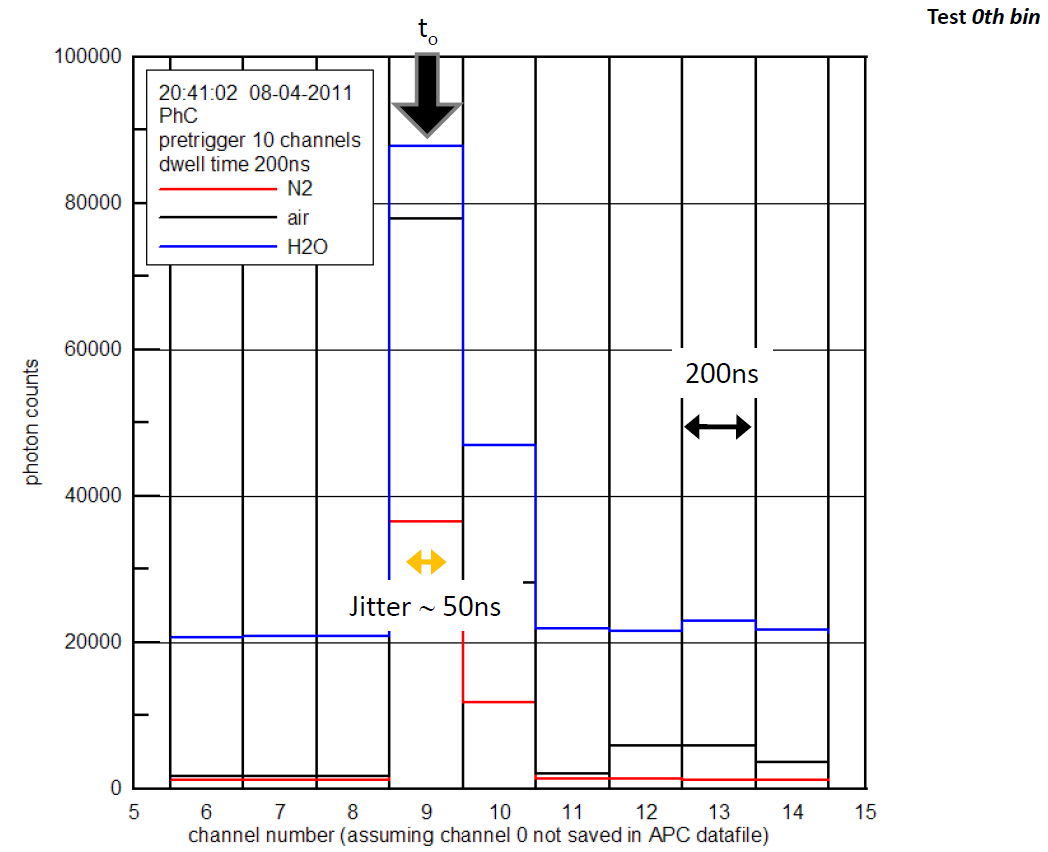 Test 0th bin
to
100000
80000
60000
40000
20000
0
photon counts
20:41:02 08-04-2011
PhC
pretrigger 10 channels
dwell time 200ns
N2
air
H2O
200ns
Jitter ~ 50ns
5 6 7 8 9 10 11 12 13 14 15
channel number (assuming channel 0 not saved in APC datafile)